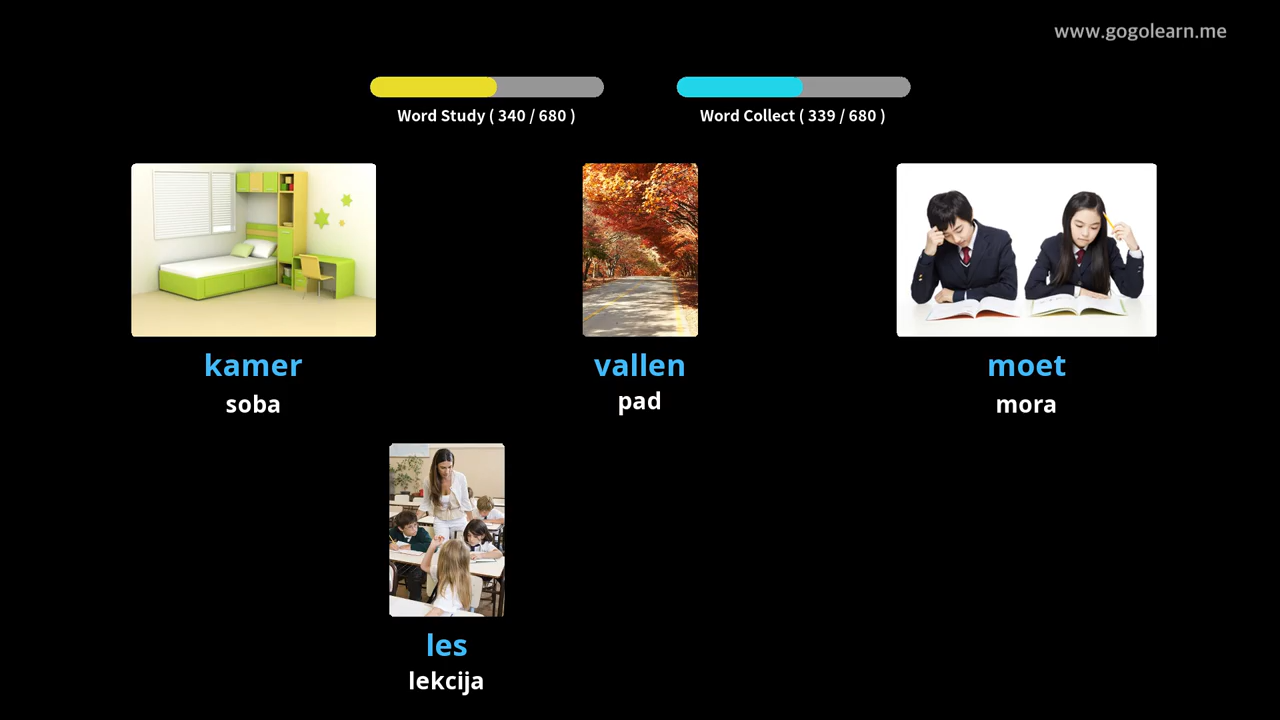 www.gogolearn.me
Word Study ( 340 / 680 )
Word Collect ( 339 / 680 )
kamer
soba
vallen
pad
moet
mora
les
lekcija